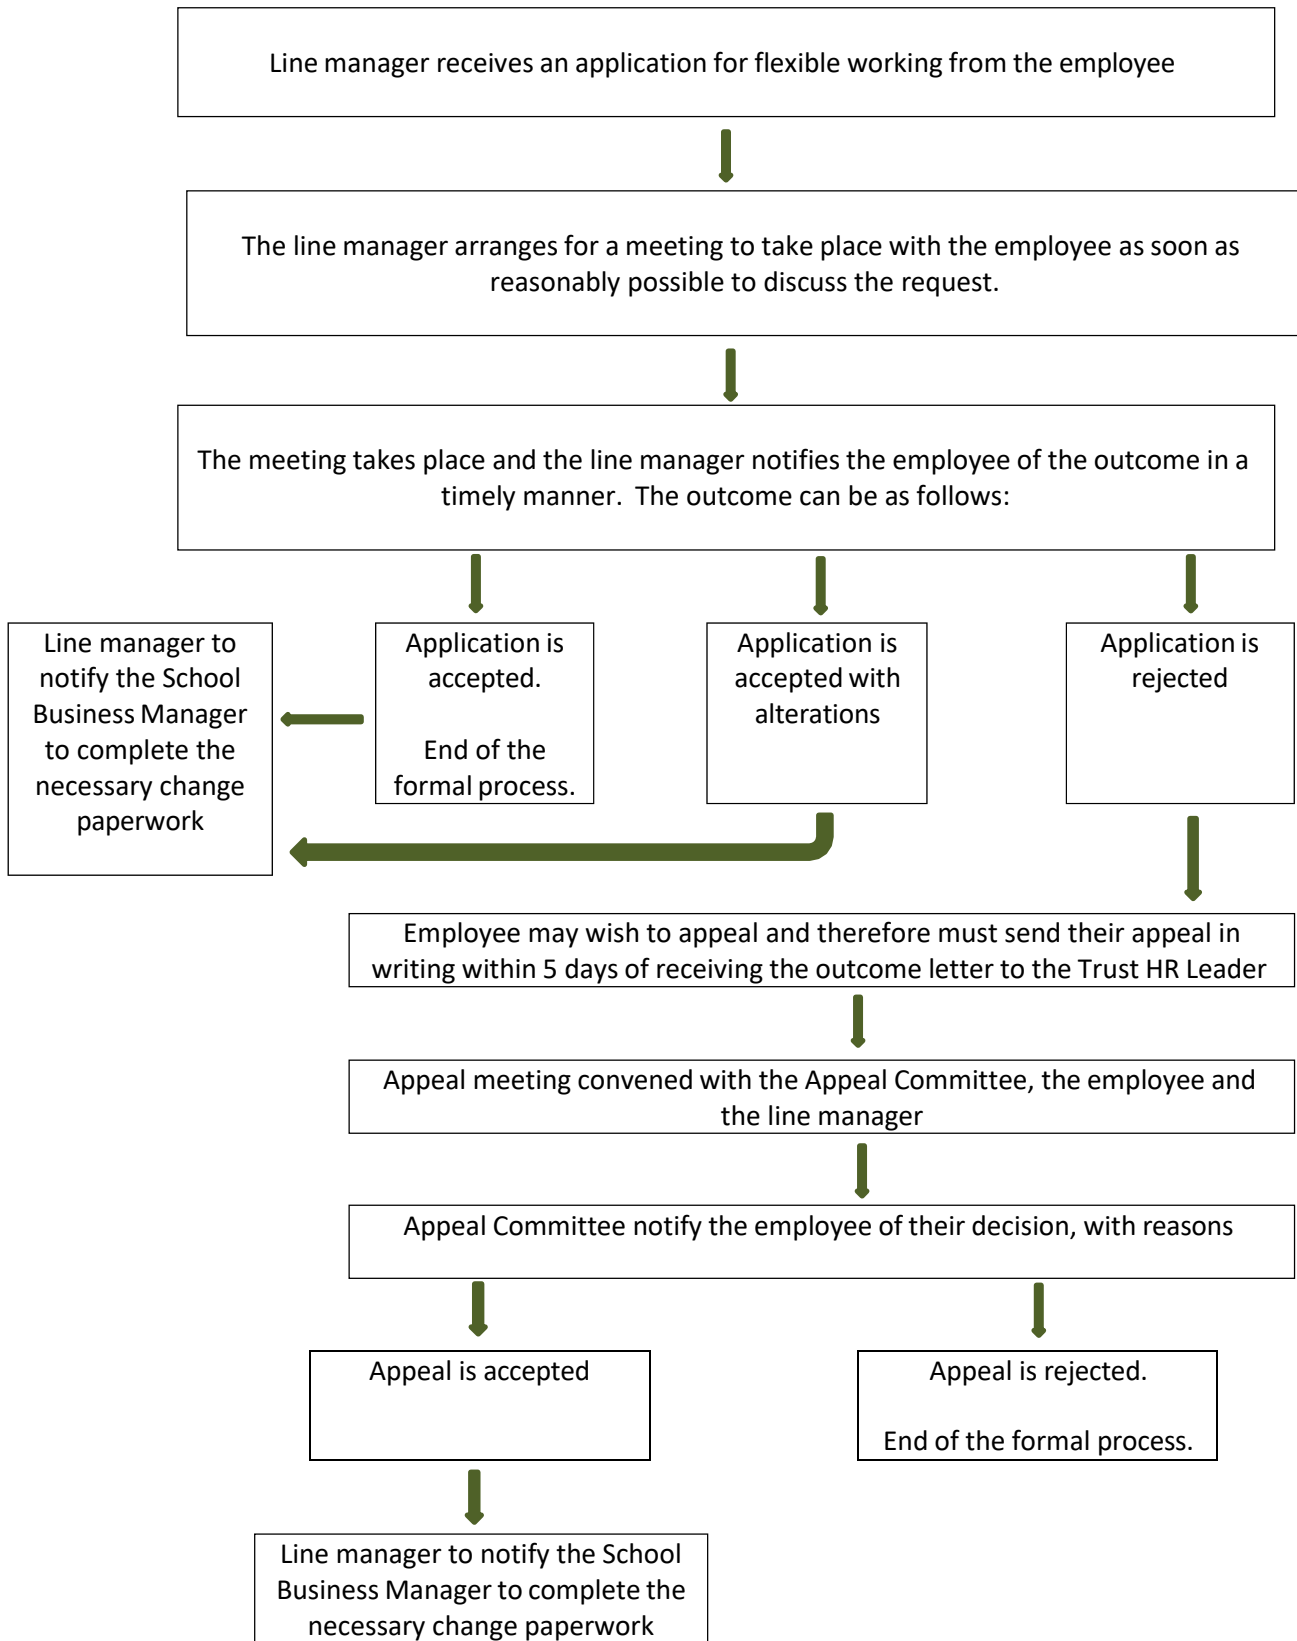 Line manager receives an application for flexible working from the employee
The line manager arranges for a meeting to take place with the employee as soon as
reasonably possible to discuss the request.
The meeting takes place and the line manager notifies the employee of the outcome in a
timely manner.  The outcome can be as follows:
Line manager to
notify the School
Business Manager
to complete the
necessary change
paperwork
Application is
accepted.
End of the
formal process.
Application is
accepted with
alterations
Application is
rejected
Employee may wish to appeal and therefore must send their appeal in
writing within 5 days of receiving the outcome letter to the Trust HR Leader
Appeal meeting convened with the Appeal Committee, the employee and
the line manager
Appeal Committee notify the employee of their decision, with reasons
Appeal is accepted
Appeal is rejected.
End of the formal process.
Line manager to notify the School
Business Manager to complete the
necessary change paperwork